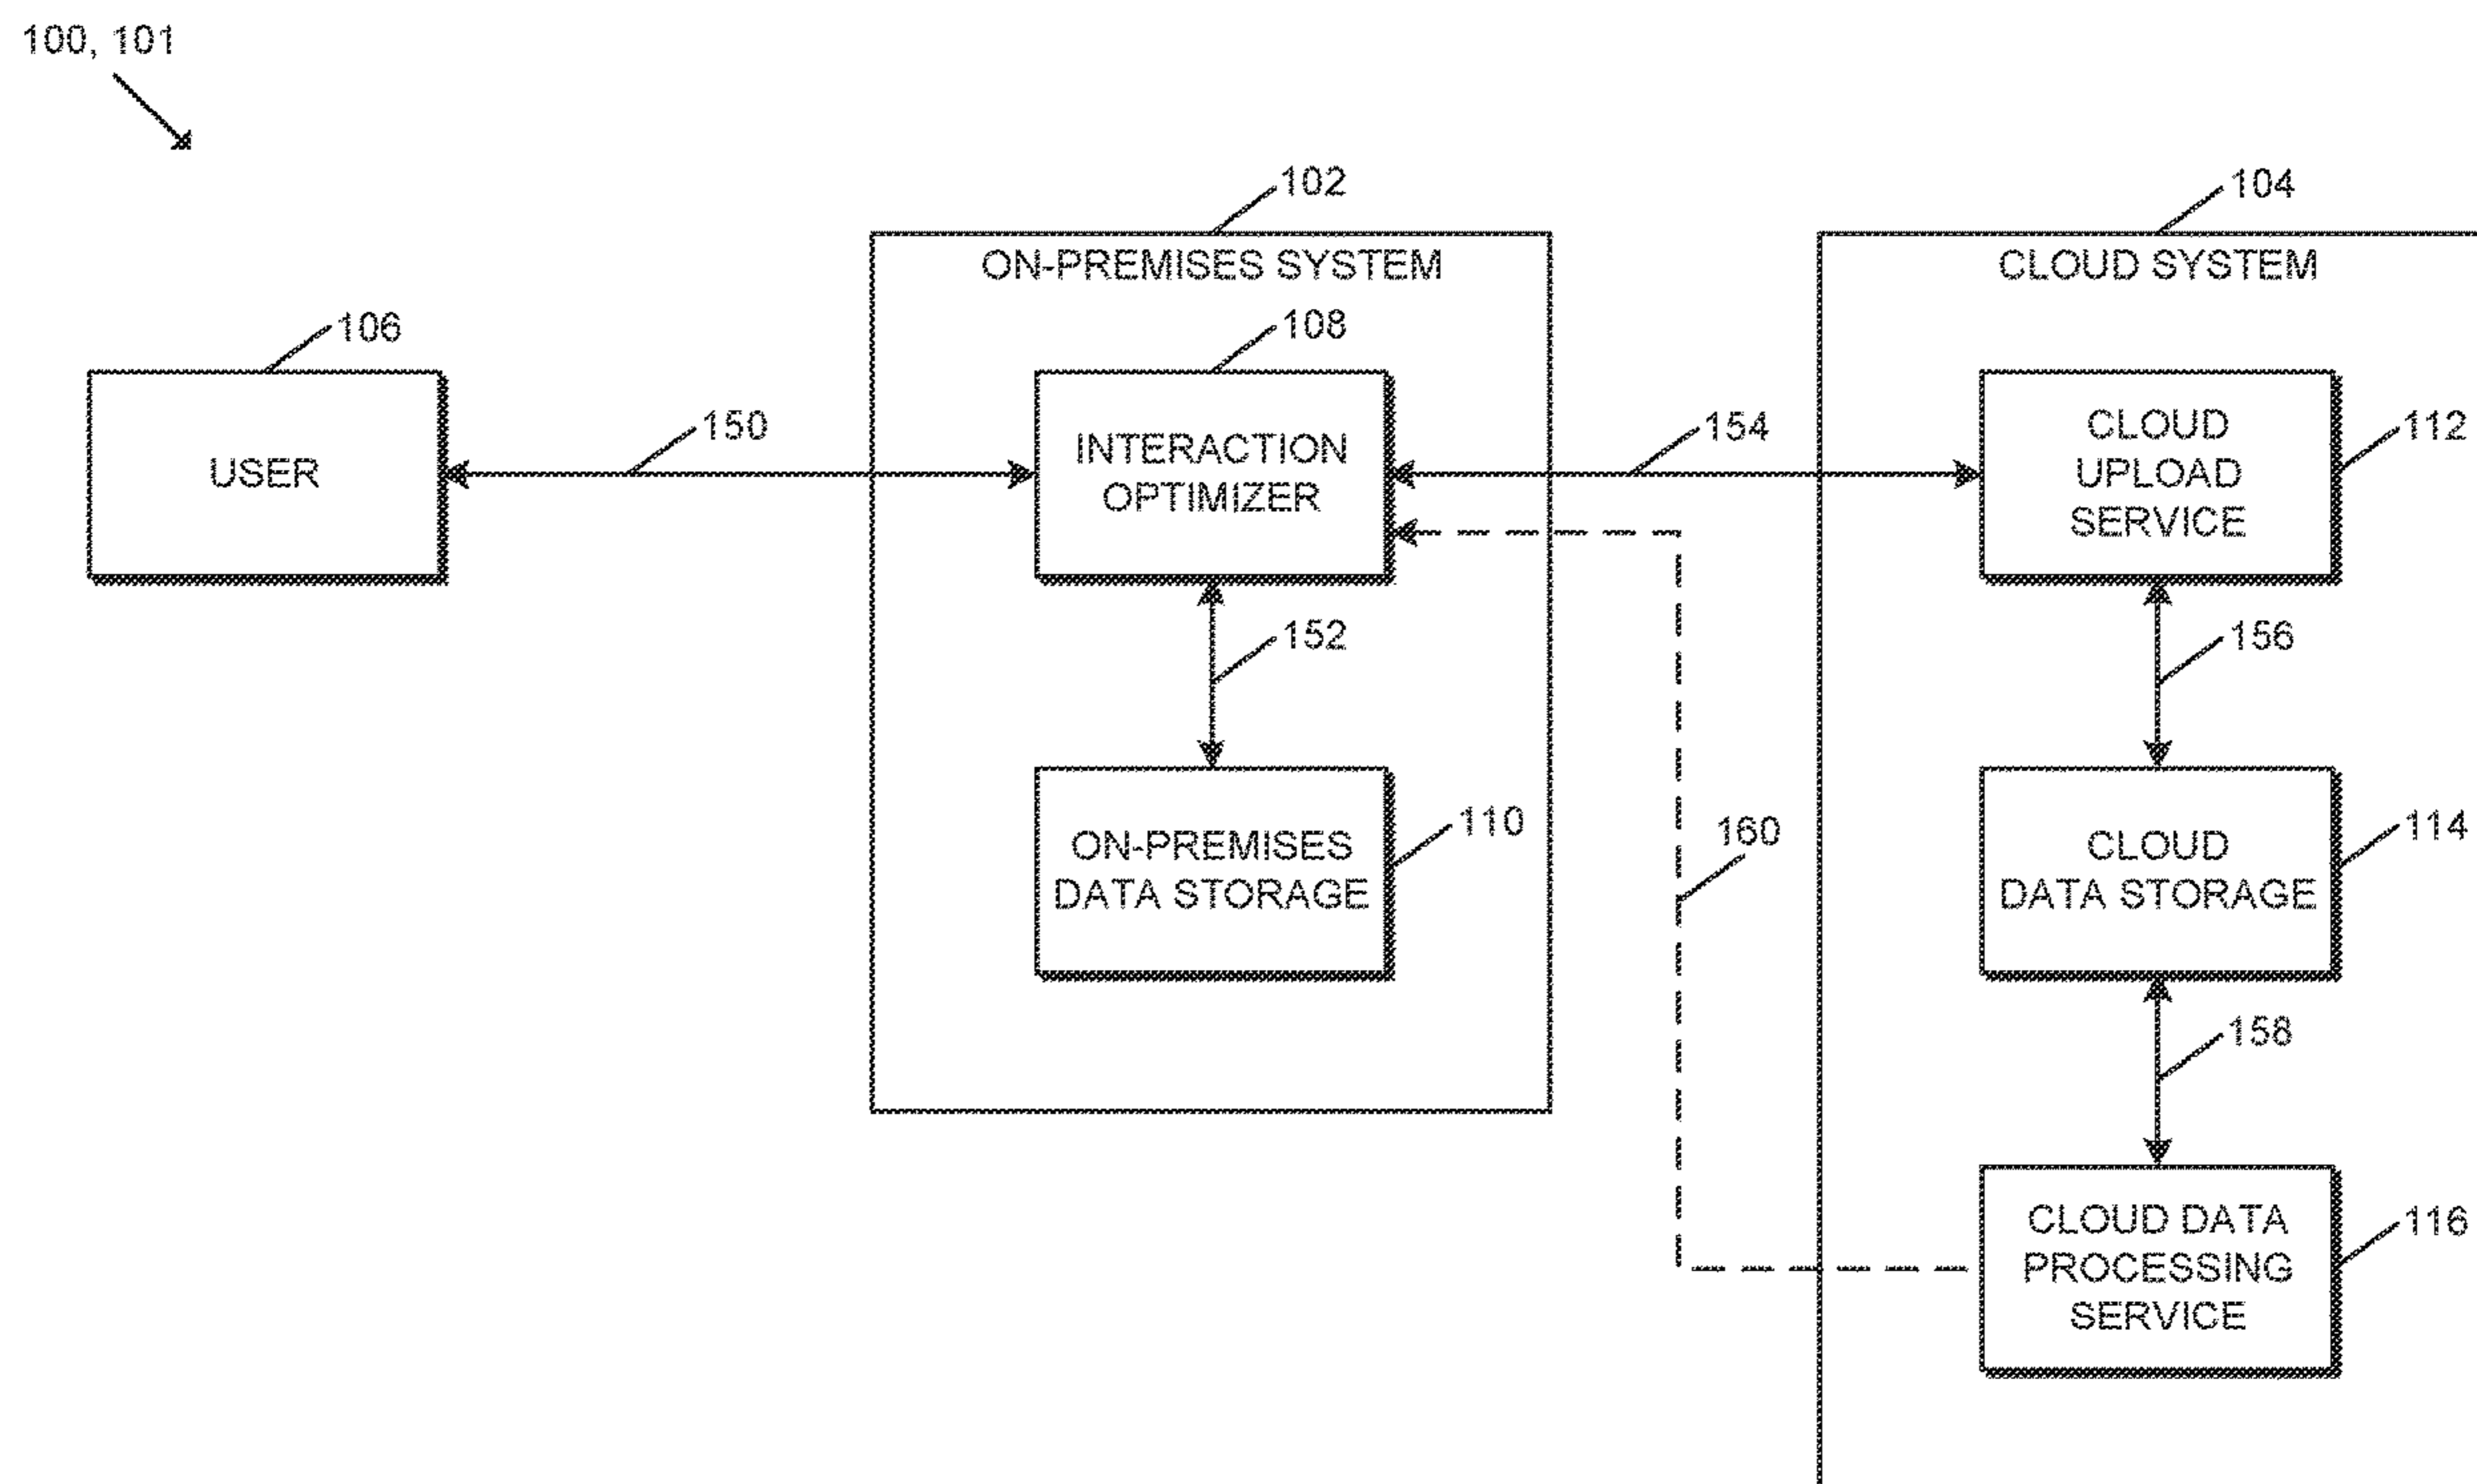 100, 101
102
104
ON-PREMISES SYSTEM
CLOUD SYSTEM
106
108
USER
150
INTERACTION
OPTIMIZER
154
CLOUD
UPLOAD
SERVICE
112
152
156
ON-PREMISES
DATA STORAGE
110
160
CLOUD
DATA STORAGE
114
158
CLOUD DATA
PROCESSING
SERVICE
116